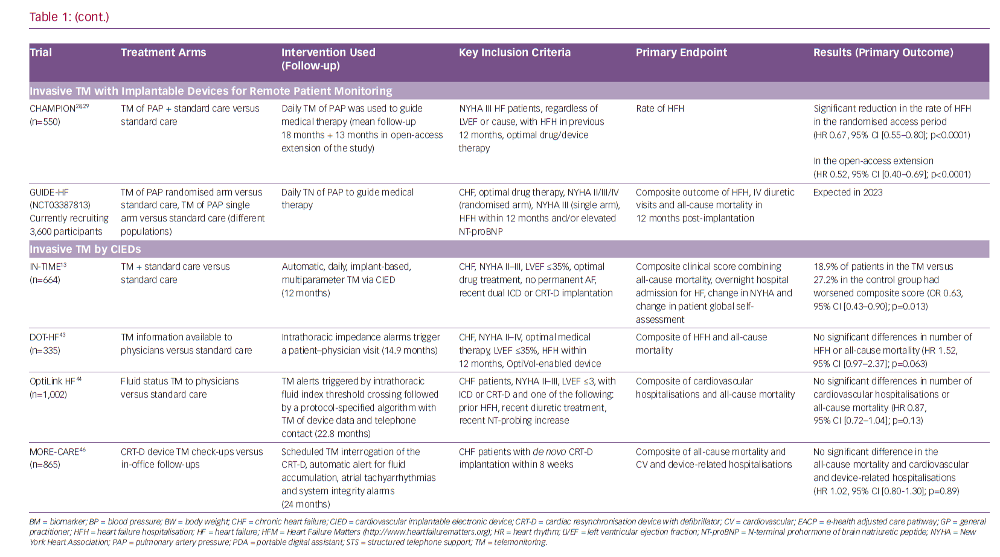 Table 1: (cont.)
Trial
Treatment Arms
Intervention Used
(Follow-up)
Key Inclusion Criteria
Primary Endpoint
Results (Primary Outcome)
Invasive TM with Implantable Devices for Remote Patient Monitoring
CHAMPION28,29
(n=550)
TM of PAP + standard care versus
standard care
Daily TM of PAP was used to guide
medical therapy (mean follow-up
18 months + 13 months in open-access
extension of the study)
NYHA III HF patients, regardless of
LVEF or cause, with HFH in previous
12 months, optimal drug/device
therapy
Rate of HFH
Significant reduction in the rate of HFH
in the randomised access period
(HR 0.67, 95% CI [0.55–0.80]; p<0.0001)
In the open-access extension
(HR 0.52, 95% CI [0.40–0.69]; p<0.0001)
GUIDE-HF
(NCT03387813)
Currently recruiting
3,600 participants
TM of PAP randomised arm versus
standard care, TM of PAP single
arm versus standard care (different
populations)
Daily TN of PAP to guide medical
therapy
CHF, optimal drug therapy, NYHA II/III/IV
(randomised arm), NYHA III (single arm),
HFH within 12 months and/or elevated
NT-proBNP
Composite outcome of HFH, IV diuretic
visits and all-cause mortality in
12 months post-implantation
Expected in 2023
Invasive TM by CIEDs
IN-TIME13
(n=664)
TM + standard care versus
standard care
Automatic, daily, implant-based,
multiparameter TM via CIED
(12 months)
CHF, NYHA II–III, LVEF ≤35%, optimal
drug treatment, no permanent AF,
recent dual ICD or CRT-D implantation
Composite clinical score combining
all-cause mortality, overnight hospital
admission for HF, change in NYHA and
change in patient global self-
assessment
18.9% of patients in the TM versus
27.2% in the control group had
worsened composite score (OR 0.63,
95% CI [0.43–0.90]; p=0.013)
DOT-HF43
(n=335)
TM information available to
physicians versus standard care
Intrathoracic impedance alarms trigger
a patient–physician visit (14.9 months)
CHF, NYHA II–IV, optimal medical
therapy, LVEF ≤35%, HFH within
12 months, OptiVol-enabled device
Composite of HFH and all-cause
mortality
No significant differences in number of
HFH or all-cause mortality (HR 1.52,
95% CI [0.97–2.37]; p=0.063)
OptiLink HF44
(n=1,002)
Fluid status TM to physicians
versus standard care
TM alerts triggered by intrathoracic
fluid index threshold crossing followed
by a protocol-specified algorithm with
TM of device data and telephone
contact (22.8 months)
CHF patients, NYHA II–III, LVEF ≤3, with
ICD or CRT-D and one of the following:
prior HFH, recent diuretic treatment,
recent NT-probing increase
Composite of cardiovascular
hospitalisations and all-cause mortality
No significant differences in number of
cardiovascular hospitalisations or
all-cause mortality (HR 0.87,
95% CI [0.72–1.04]; p=0.13)
MORE-CARE46
(n=865)
CRT-D device TM check-ups versus
in-office follow-ups
Scheduled TM interrogation of the
CRT-D, automatic alert for fluid
accumulation, atrial tachyarrhythmias
and system integrity alarms
(24 months)
CHF patients with de novo CRT-D
implantation within 8 weeks
Composite of all-cause mortality and
CV and device-related hospitalisations
No significant difference in the
all-cause mortality and cardiovascular
and device-related hospitalisations
(HR 1.02, 95% CI [0.80-1.30]; p=0.89)
BM = biomarker; BP = blood pressure; BW = body weight; CHF = chronic heart failure; CIED = cardiovascular implantable electronic device; CRT-D = cardiac resynchronisation device with defibrillator; CV = cardiovascular; EACP = e-health adjusted care pathway; GP = general
practitioner; HFH = heart failure hospitalisation; HF = heart failure; HFM = Heart Failure Matters (http://www.heartfailurematters.org); HR = heart rhythm; LVEF = left ventricular ejection fraction; NT-proBNP = N-terminal prohormone of brain natriuretic peptide; NYHA = New
York Heart Association; PAP = pulmonary artery pressure; PDA = portable digital assistant; STS = structured telephone support; TM = telemonitoring.